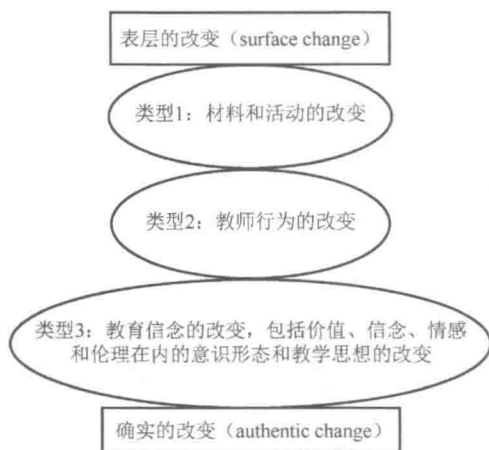 表层的改变（surface change）
类型1：材料和活动的改变
类型2：教师行为的改变
类型3：教育信念的改变，包括价值、信念、情感
和伦理在内的意识形态和教学思想的改变
确实的改变（authentic change）